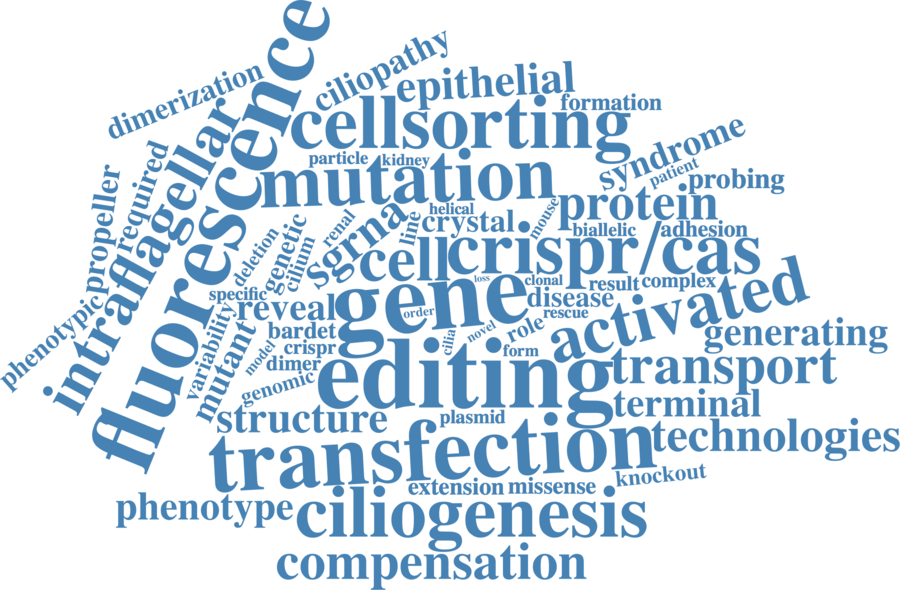 fluorescence
ciliopathy
epithelial
dimerization
formation
cellsorting
intraflagellar
syndrome
particle
kidney
patient
required
mutation
probing
propeller
protein
helical
mouse
renal
sgrna
line
crystal
biallelic
adhesion
genetic
deletion
cilium
cell
crispr/cas
phenotypic
specific
reveal
gene
loss
clonal
result
complex
disease
activated
variability
mutant
bardet
order
rescue
role
novel
cilia
generating
crispr
model
dimer
form
editing
transport
genomic
structure
plasmid
terminal
transfection
technologies
extension
missense
knockout
phenotype
ciliogenesis
compensation